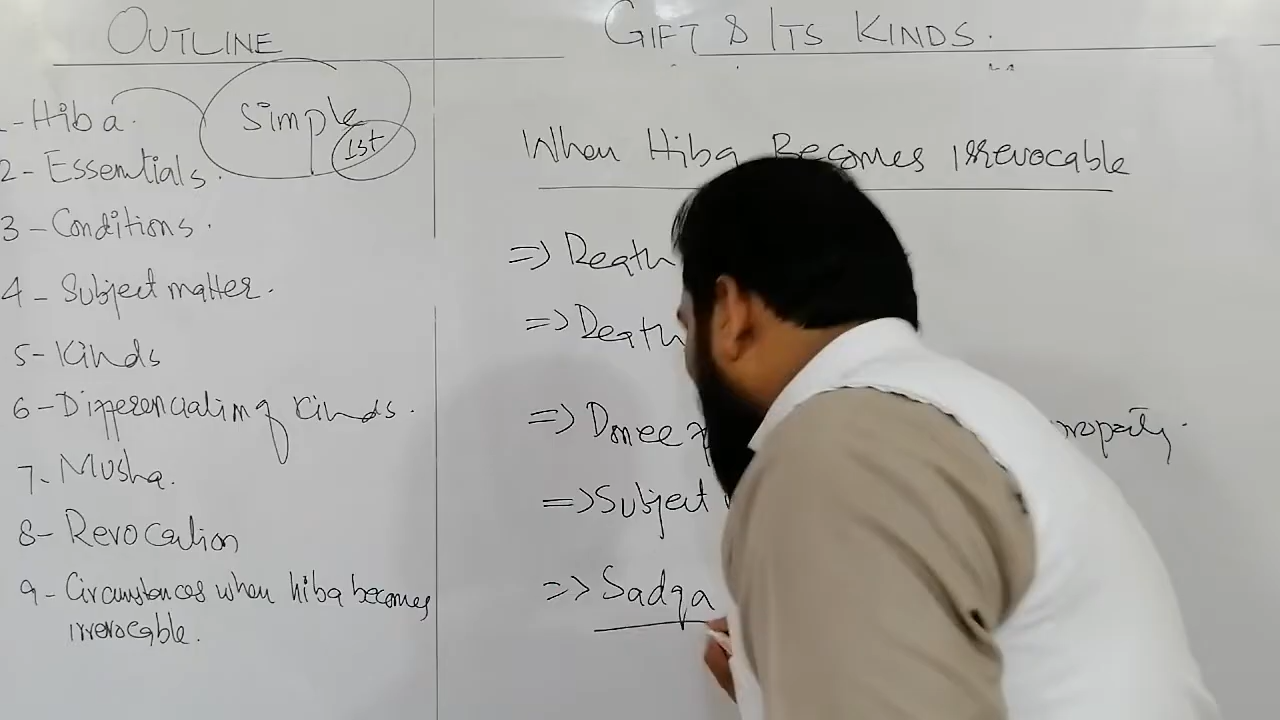 OUTLINE
1-Hiba.
Simple
1st
2-Essentials.
3-Conditions.
4-Subject matter.
5-Kinds
6-Differenciating Kinds.
7-Musha.
8-Revocation
9-Circumstances when hiba becomes
irrevocable.
GIFT & ITS KINDS.
When Hiba Becomes irrevocable
=> Death
=> Death
=> Donee property.
=> Subject
=> Sadqa